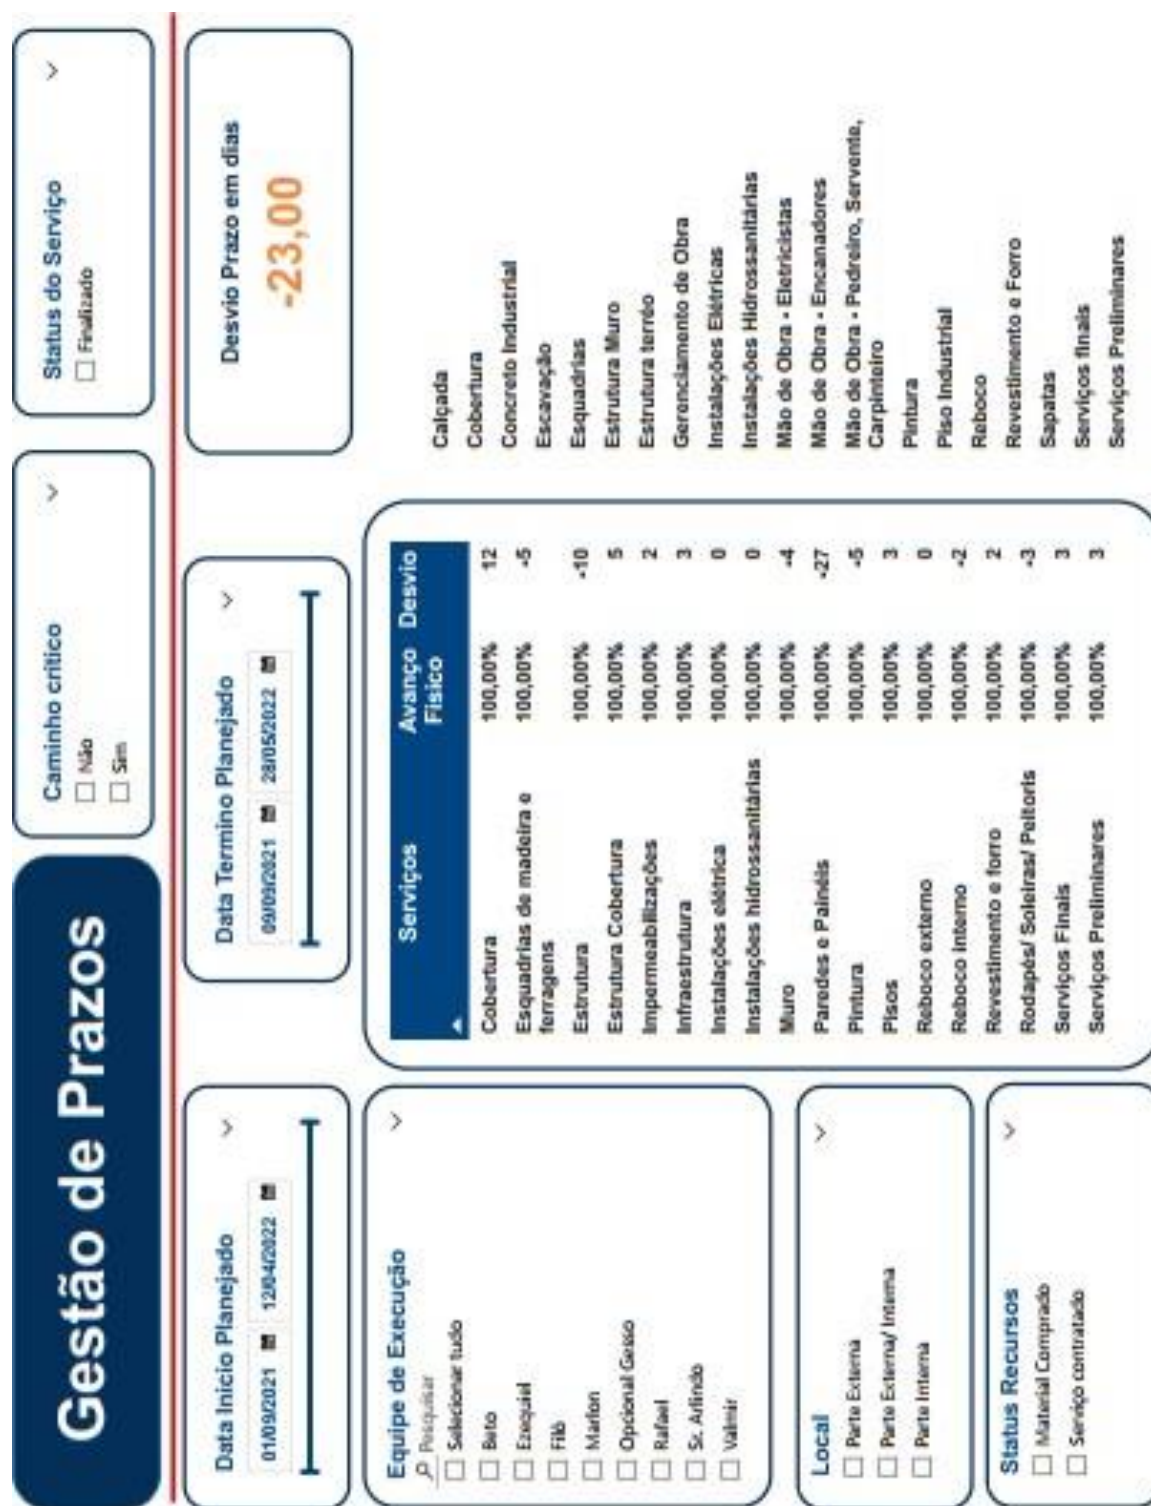 Gestão de Prazos
Caminho crítico
Não
Sim
Status do Serviço
Finalizado
Data Início Planejado
01/09/2021 12/04/2022
Data Termino Planejado
09/09/2021 28/05/2022
Desvio Prazo em dias
-23,00
Equipe de Execução
Pesquisar
Selecionar tudo
Beto
Ezequiel
Filó
Marlon
Opcional Gesso
Rafael
Sr. Arlindo
Valmir
Local
Parte Externa
Parte Externa/ Interna
Parte Interna
Status Recursos
Material Comprado
Serviço contratado
Serviços Avanço Desvio
Físico
Cobertura 100,00% 12
Esquadrias de madeira e 100,00% -5
ferragens
Estrutura 100,00% -10
Estrutura Cobertura 100,00% 5
Impermeabilizações 100,00% 2
Infraestrutura 100,00% 3
Instalações elétrica 100,00% 0
Instalações hidrossanitárias 100,00% 0
Muro 100,00% -4
Paredes e Painéis 100,00% -27
Pintura 100,00% -5
Pisos 100,00% 3
Reboco externo 100,00% 0
Reboco interno 100,00% -2
Revestimento e forro 100,00% 2
Rodapés/ Soleiras/ Peitoris 100,00% -3
Serviços Finais 100,00% 3
Serviços Preliminares 100,00% 3
Calçada
Cobertura
Concreto Industrial
Escavação
Esquadrias
Estrutura Muro
Estrutura terréo
Gerenciamento de Obra
Instalações Elétricas
Instalações Hidrossanitárias
Mão de Obra - Eletricistas
Mão de Obra - Encanadores
Mão de Obra - Pedreiro, Servente,
Carpinteiro
Pintura
Piso Industrial
Reboco
Revestimento e Forro
Sapatas
Serviços finais
Serviços Preliminares